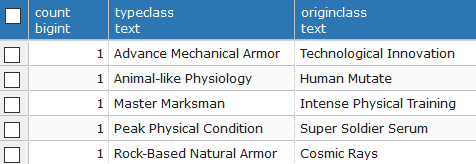 count typeclass originclass
bigint text text
1 Advance Mechanical Armor Technological Innovation
1 Animal-like Physiology Human Mutate
1 Master Marksman Intense Physical Training
1 Peak Physical Condition Super Soldier Serum
1 Rock-Based Natural Armor Cosmic Rays